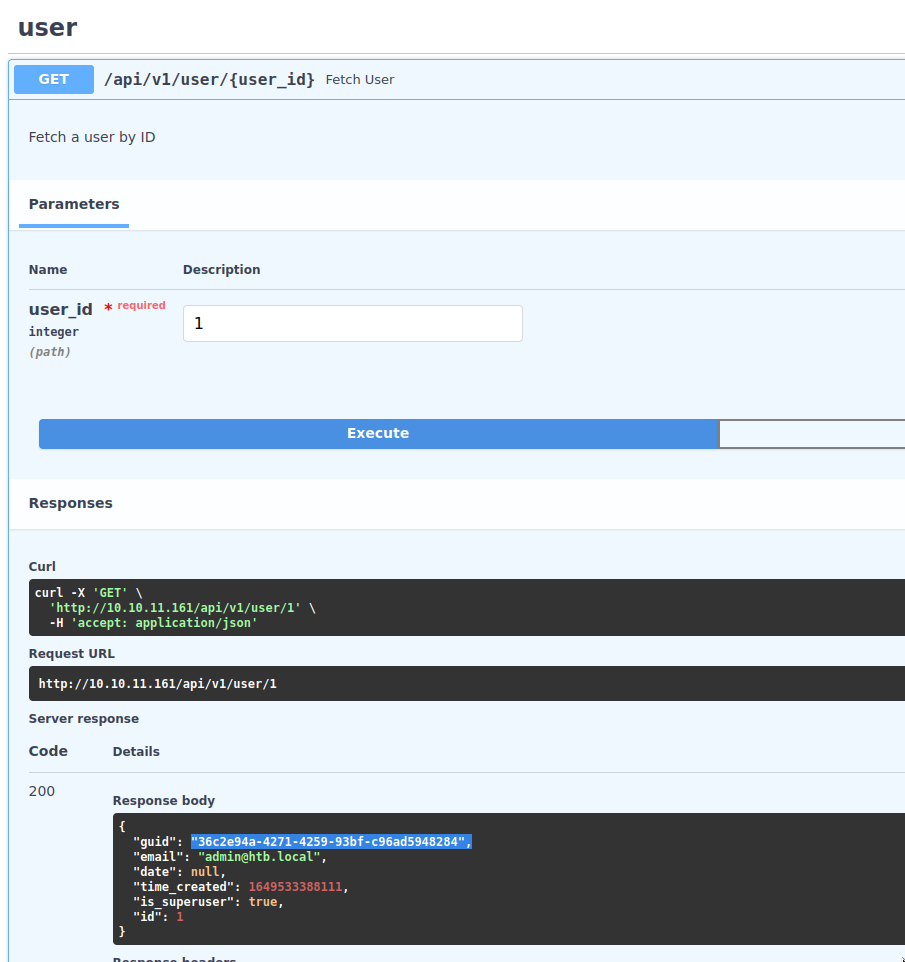 user
GET /api/v1/user/{user_id} Fetch User
Fetch a user by ID
Parameters
Name Description
user_id * required
integer
(path)
1
Execute
Responses
Curl
curl -X 'GET' \
'http://10.10.11.161/api/v1/user/1' \
-H 'accept: application/json'
Request URL
http://10.10.11.161/api/v1/user/1
Server response
Code Details
200
Response body
{
"guid": "36c2e94a-4271-4259-93bf-c96ad5948284",
"email": "admin@htb.local",
"date": null,
"time_created": 1649533388111,
"is_superuser": true,
"id": 1
}
Response headers